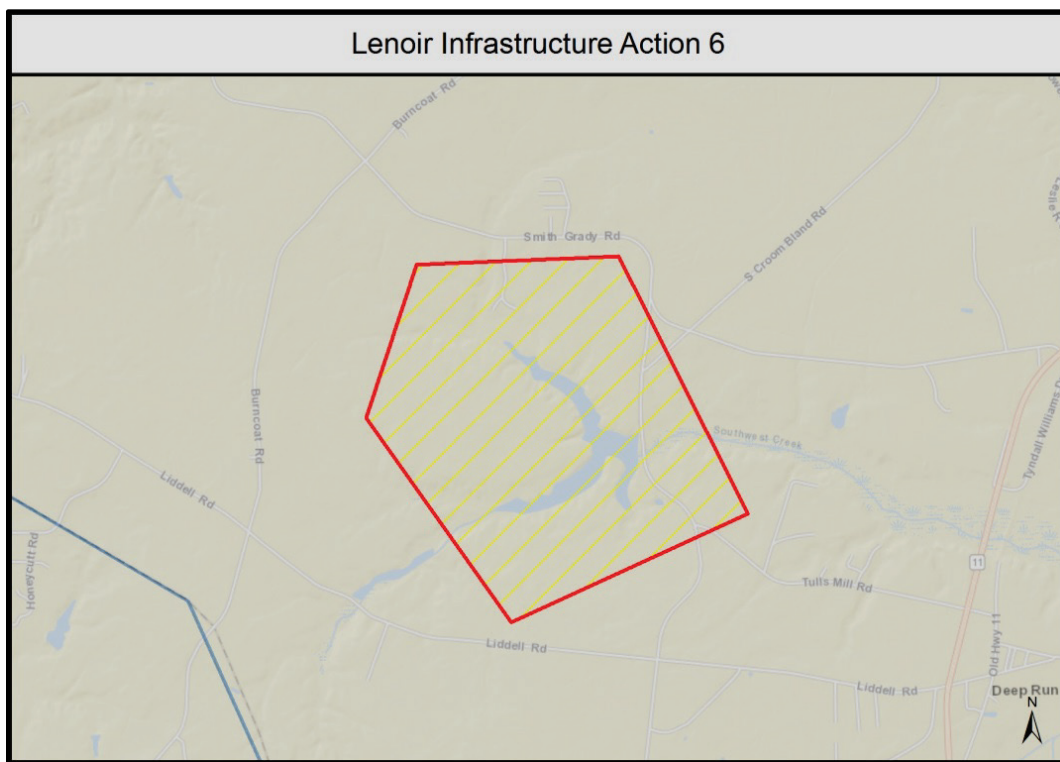 Lenoir Infrastructure Action 6
Burncoat Rd
Smith Grady Rd
S Croom Bland Rd
Burncoat Rd
Southwest Creek
Tyndall Williams D
Liddell Rd
Honeycutt Rd
11
Tulls Mill Rd
Old Hwy 11
Liddell Rd
Liddell Rd
Deep Run
N